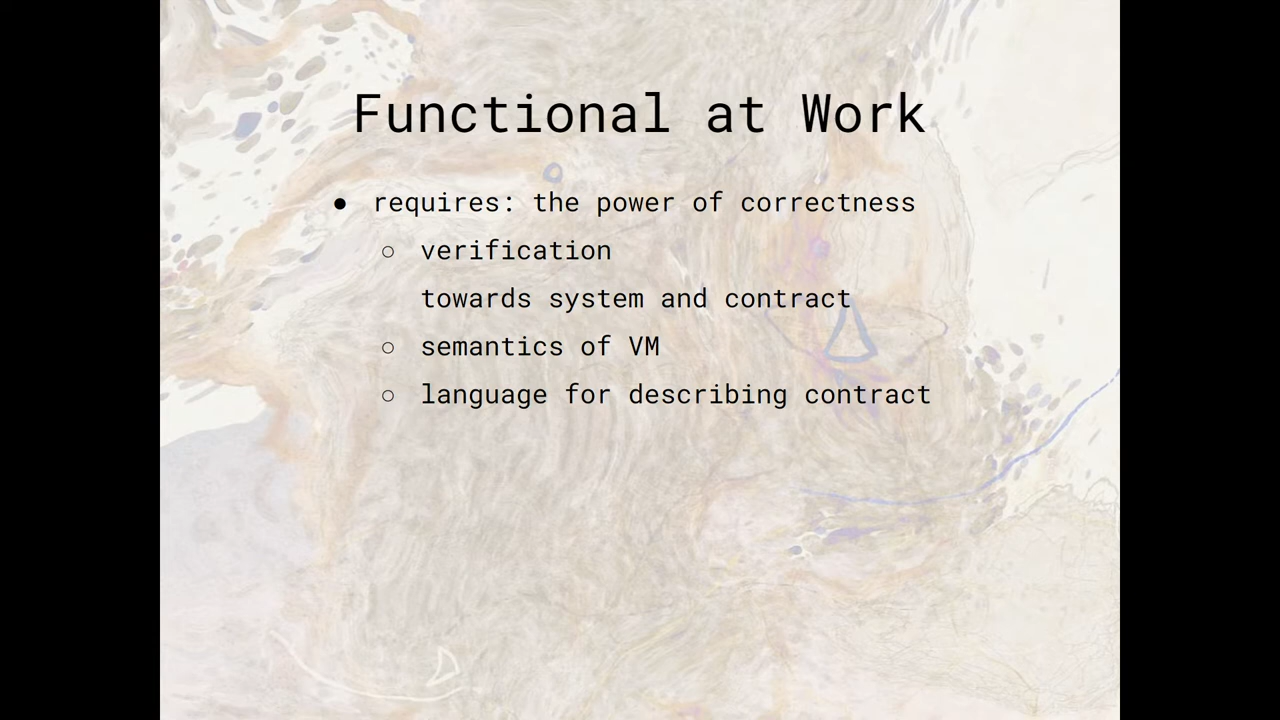 Functional at Work
● requires: the power of correctness
○ verification
towards system and contract
○ semantics of VM
○ language for describing contract